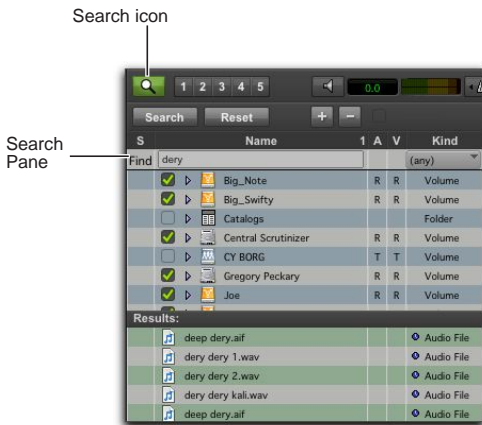 Search icon
1 2 3 4 5 0.0
Search Reset + −
S Name 1 A V Kind
Search
Pane
Find dery (any)
Big_Note R R Volume
Big_Swifty R R Volume
Catalogs Folder
Central Scrutinizer R R Volume
CY BORG T T Volume
Gregory Peckary R R Volume
Joe R R Volume
Results:
deep dery.aif Audio File
dery dery 1.wav Audio File
dery dery 2.wav Audio File
dery dery kali.wav Audio File
deep dery.aif Audio File